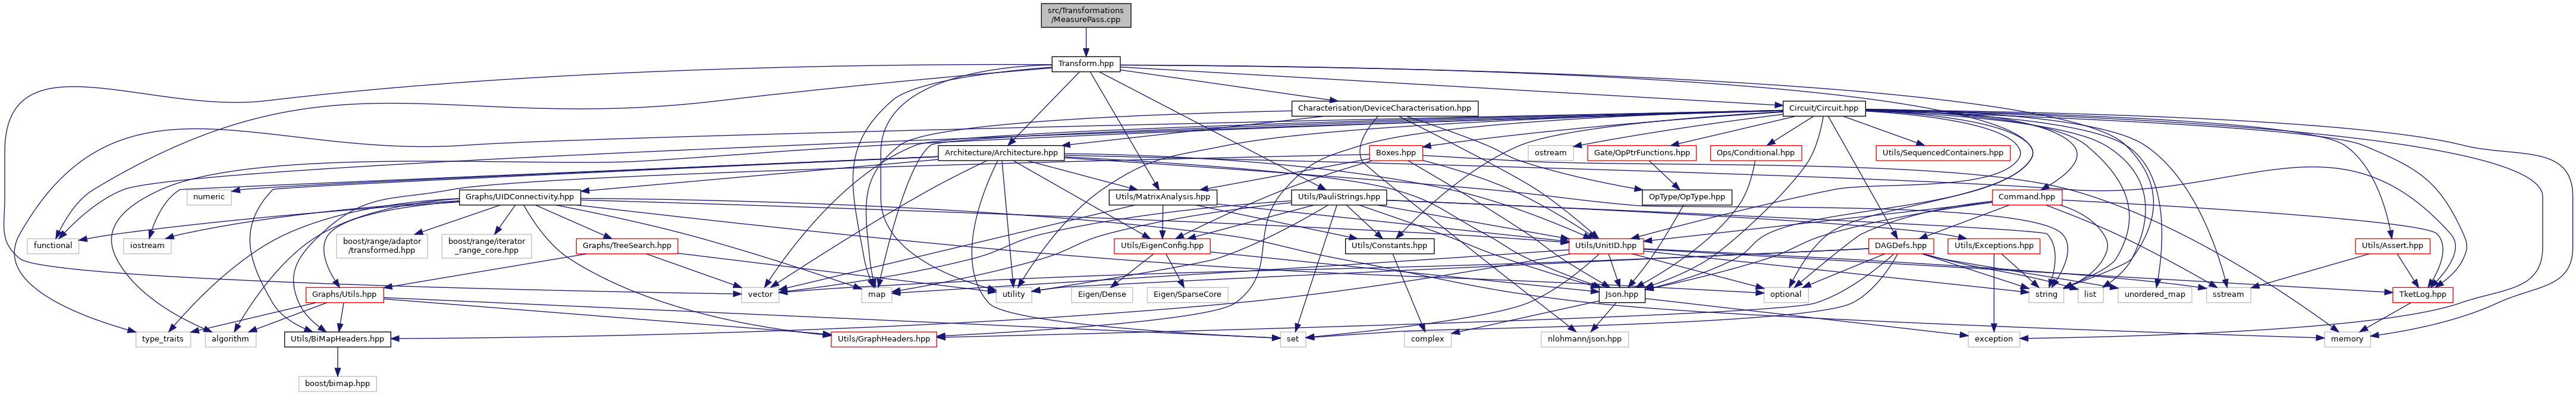 src/Transformations
/MeasurePass.cpp
Transform.hpp
Characterisation/DeviceCharacterisation.hpp
Circuit/Circuit.hpp
Architecture/Architecture.hpp
Boxes.hpp
ostream
Gate/OpPtrFunctions.hpp
Ops/Conditional.hpp
Utils/SequencedContainers.hpp
numeric
Graphs/UIDConnectivity.hpp
Utils/MatrixAnalysis.hpp
Utils/PauliStrings.hpp
OpType/OpType.hpp
Command.hpp
functional
iostream
boost/range/adaptor
/transformed.hpp
boost/range/iterator
_range_core.hpp
Graphs/TreeSearch.hpp
Utils/EigenConfig.hpp
Utils/Constants.hpp
Utils/UnitID.hpp
DAGDefs.hpp
Utils/Exceptions.hpp
Utils/Assert.hpp
Graphs/Utils.hpp
vector
map
utility
Eigen/Dense
Eigen/SparseCore
Json.hpp
optional
string
list
unordered_map
sstream
TketLog.hpp
type_traits
algorithm
Utils/BiMapHeaders.hpp
Utils/GraphHeaders.hpp
set
complex
nlohmann/json.hpp
exception
memory
boost/bimap.hpp